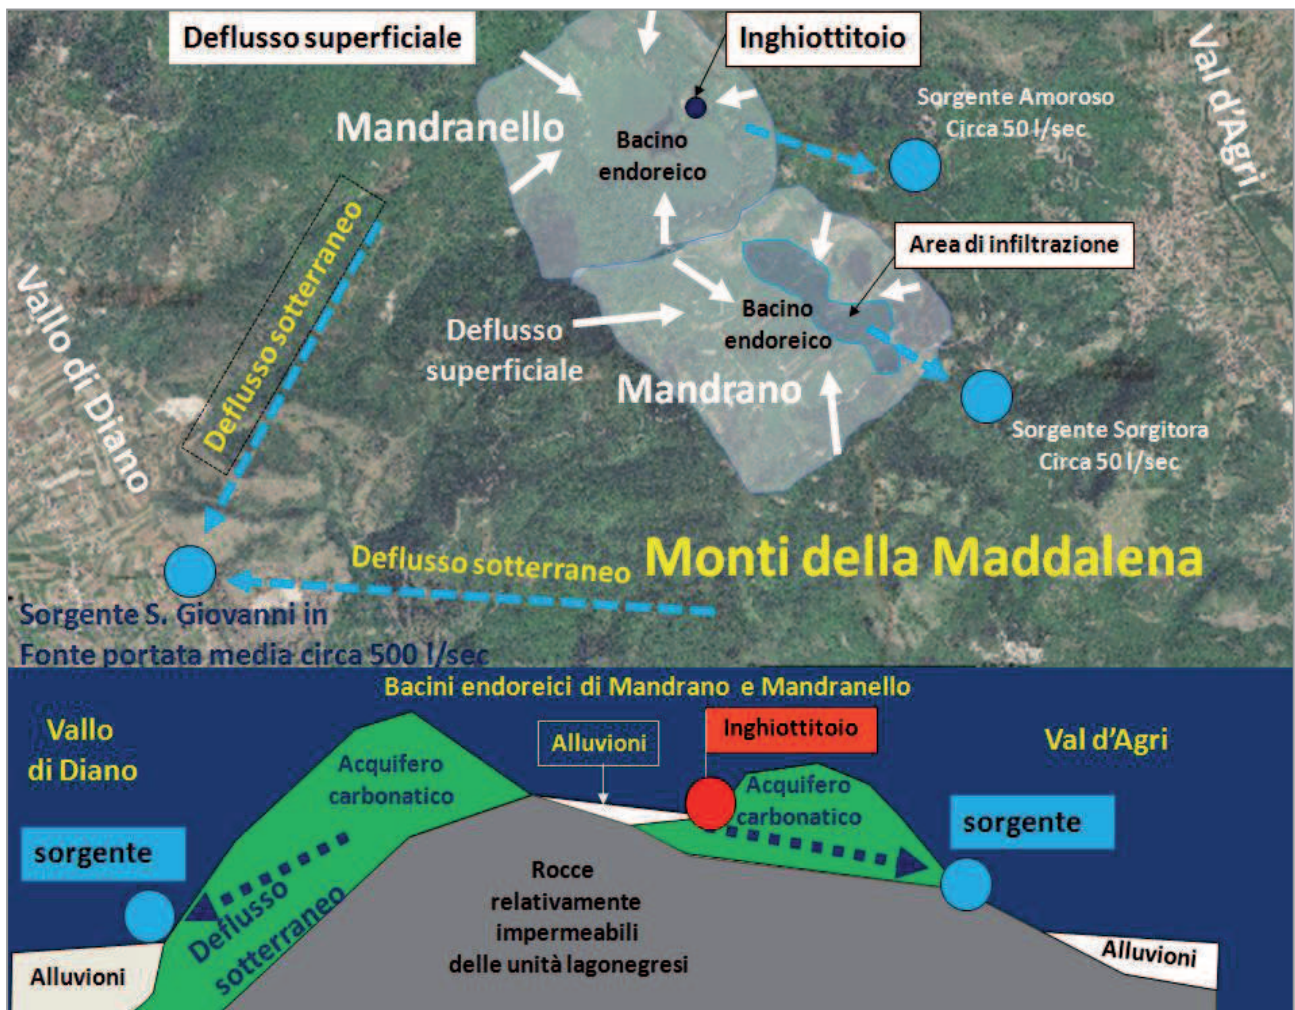 Deflusso superficiale
Inghiottitoio
Val d'Agri
Sorgente Amoroso
Circa 50 l/sec
Mandranello
Bacino
endoreico
Deflusso sotterraneo
Area di infiltrazione
Vallo di Diano
Bacino
endoreico
Deflusso
superficiale
Mandrano
Sorgente Sorgitora
Circa 50 l/sec
Deflusso sotterraneo
Monti della Maddalena
Sorgente S. Giovanni in
Fonte portata media circa 500 l/sec
Bacini endoreici di Mandrano e Mandranello
Vallo
di Diano
Alluvioni
Inghiottitoio
Val d'Agri
Acquifero
carbonatico
Acquifero
carbonatico
sorgente
sorgente
Deflusso
sotterraneo
Rocce
relativamente
impermeabili
delle unità lagonegresi
Alluvioni
Alluvioni